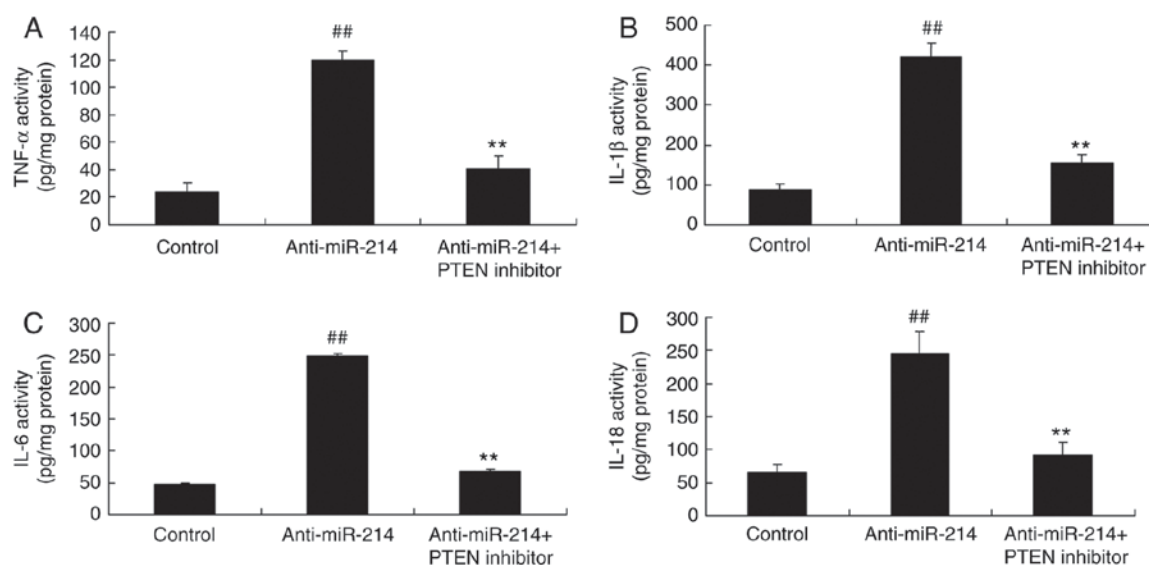 A
TNF-α activity
(pg/mg protein)
140
120
100
80
60
40
20
0
##
**
Control
Anti-miR-214
Anti-miR-214+
PTEN inhibitor
B
IL-1β activity
(pg/mg protein)
500
400
300
200
100
0
##
**
Control
Anti-miR-214
Anti-miR-214+
PTEN inhibitor
C
IL-6 activity
(pg/mg protein)
300
250
200
150
100
50
0
##
**
Control
Anti-miR-214
Anti-miR-214+
PTEN inhibitor
D
IL-18 activity
(pg/mg protein)
300
250
200
150
100
50
0
##
**
Control
Anti-miR-214
Anti-miR-214+
PTEN inhibitor